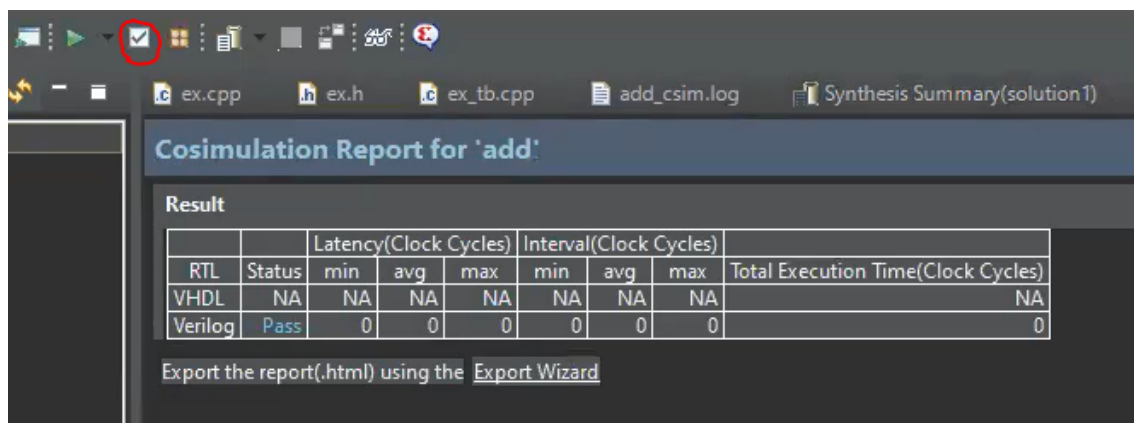 ex.cpp ex.h ex_tb.cpp add_csim.log Synthesis Summary(solution1)
Cosimulation Report for 'add'
Result
Latency(Clock Cycles) Interval(Clock Cycles)
RTL Status min avg max min avg max Total Execution Time(Clock Cycles)
VHDL NA NA NA NA NA NA NA NA
Verilog Pass 0 0 0 0 0 0 0
Export the report(.html) using the Export Wizard